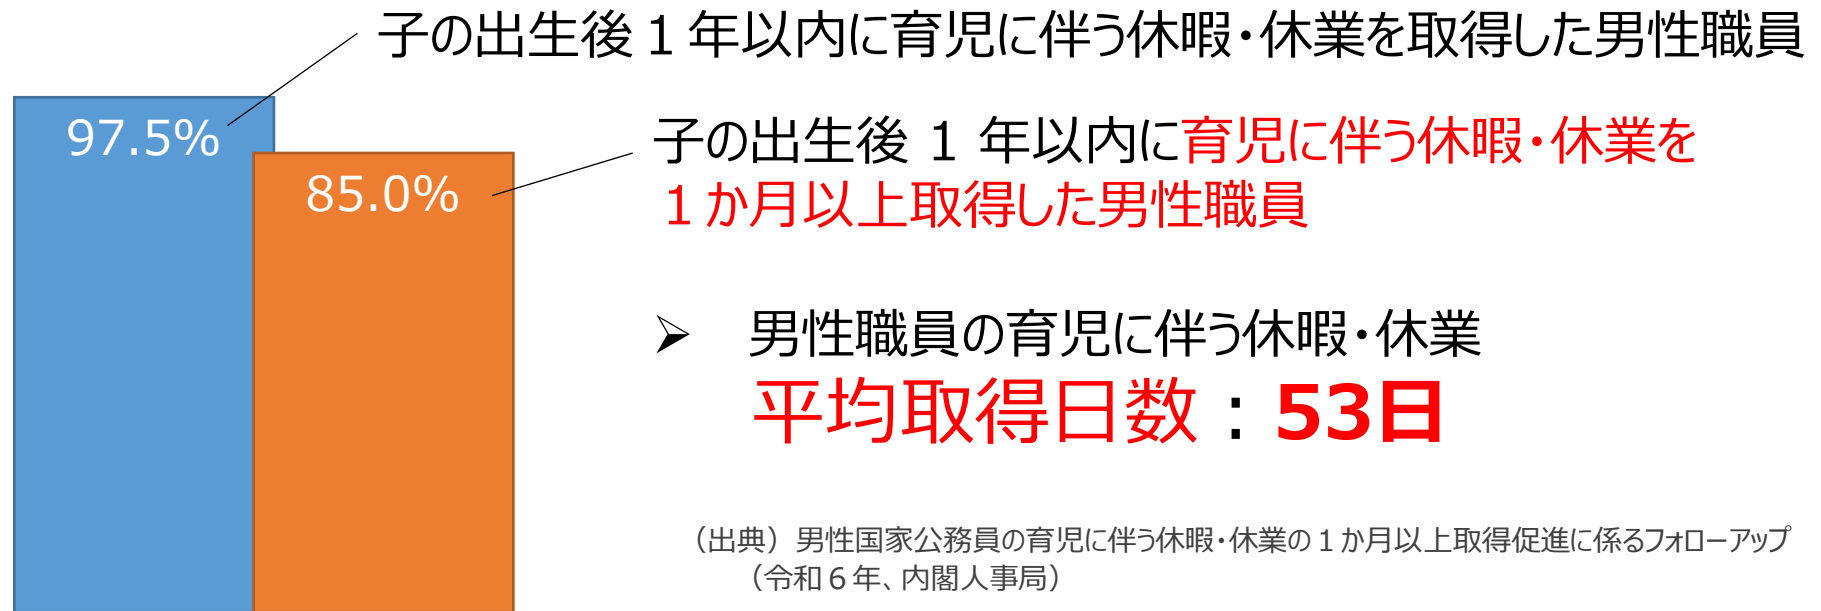 子の出生後１年以内に育児に伴う休暇・休業を取得した男性職員
97.5%
子の出生後 1 年以内に育児に伴う休暇・休業を
１か月以上取得した男性職員
85.0%
➢ 男性職員の育児に伴う休暇・休業
平均取得日数：53日
（出典）男性国家公務員の育児に伴う休暇・休業の１か月以上取得促進に係るフォローアップ
（令和６年、内閣人事局）